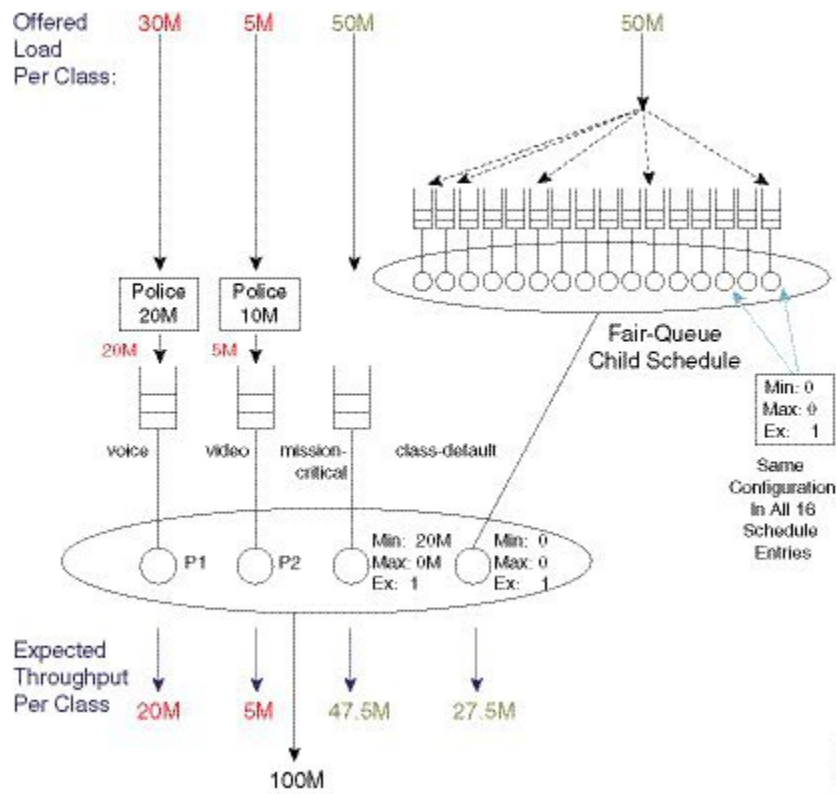 Offered
Load
Per Class:
30M
5M
50M
50M
Police
20M
Police
10M
20M
5M
Fair-Queue
Child Schedule
Min: 0
Max: 0
Ex: 1
Same
Configuration
In All 16
Schedule
Entries
voice
video
mission-
critical
class-default
P1
P2
Min: 20M
Max: 0M
Ex: 1
Min: 0
Max: 0
Ex: 1
Expected
Throughput
Per Class
20M
5M
47.5M
27.5M
100M